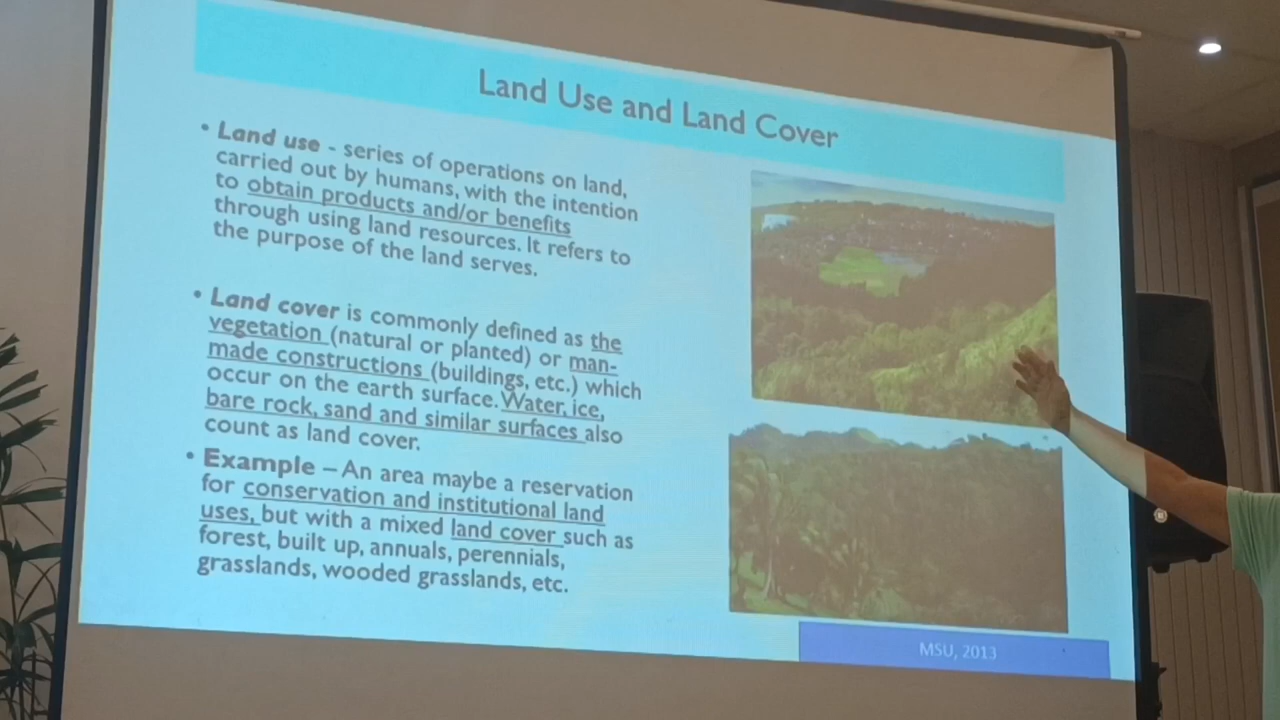 Land Use and Land Cover
• Land use - series of operations on land,
carried out by humans, with the intention
to obtain products and/or benefits
through using land resources. It refers to
the purpose of the land serves.
• Land cover is commonly defined as the
vegetation (natural or planted) or man-
made constructions (buildings, etc.) which
occur on the earth surface. Water, ice,
bare rock, sand and similar surfaces also
count as land cover.
• Example – An area maybe a reservation
for conservation and institutional land
uses, but with a mixed land cover such as
forest, built up, annuals, perennials,
grasslands, wooded grasslands, etc.
MSU, 2013